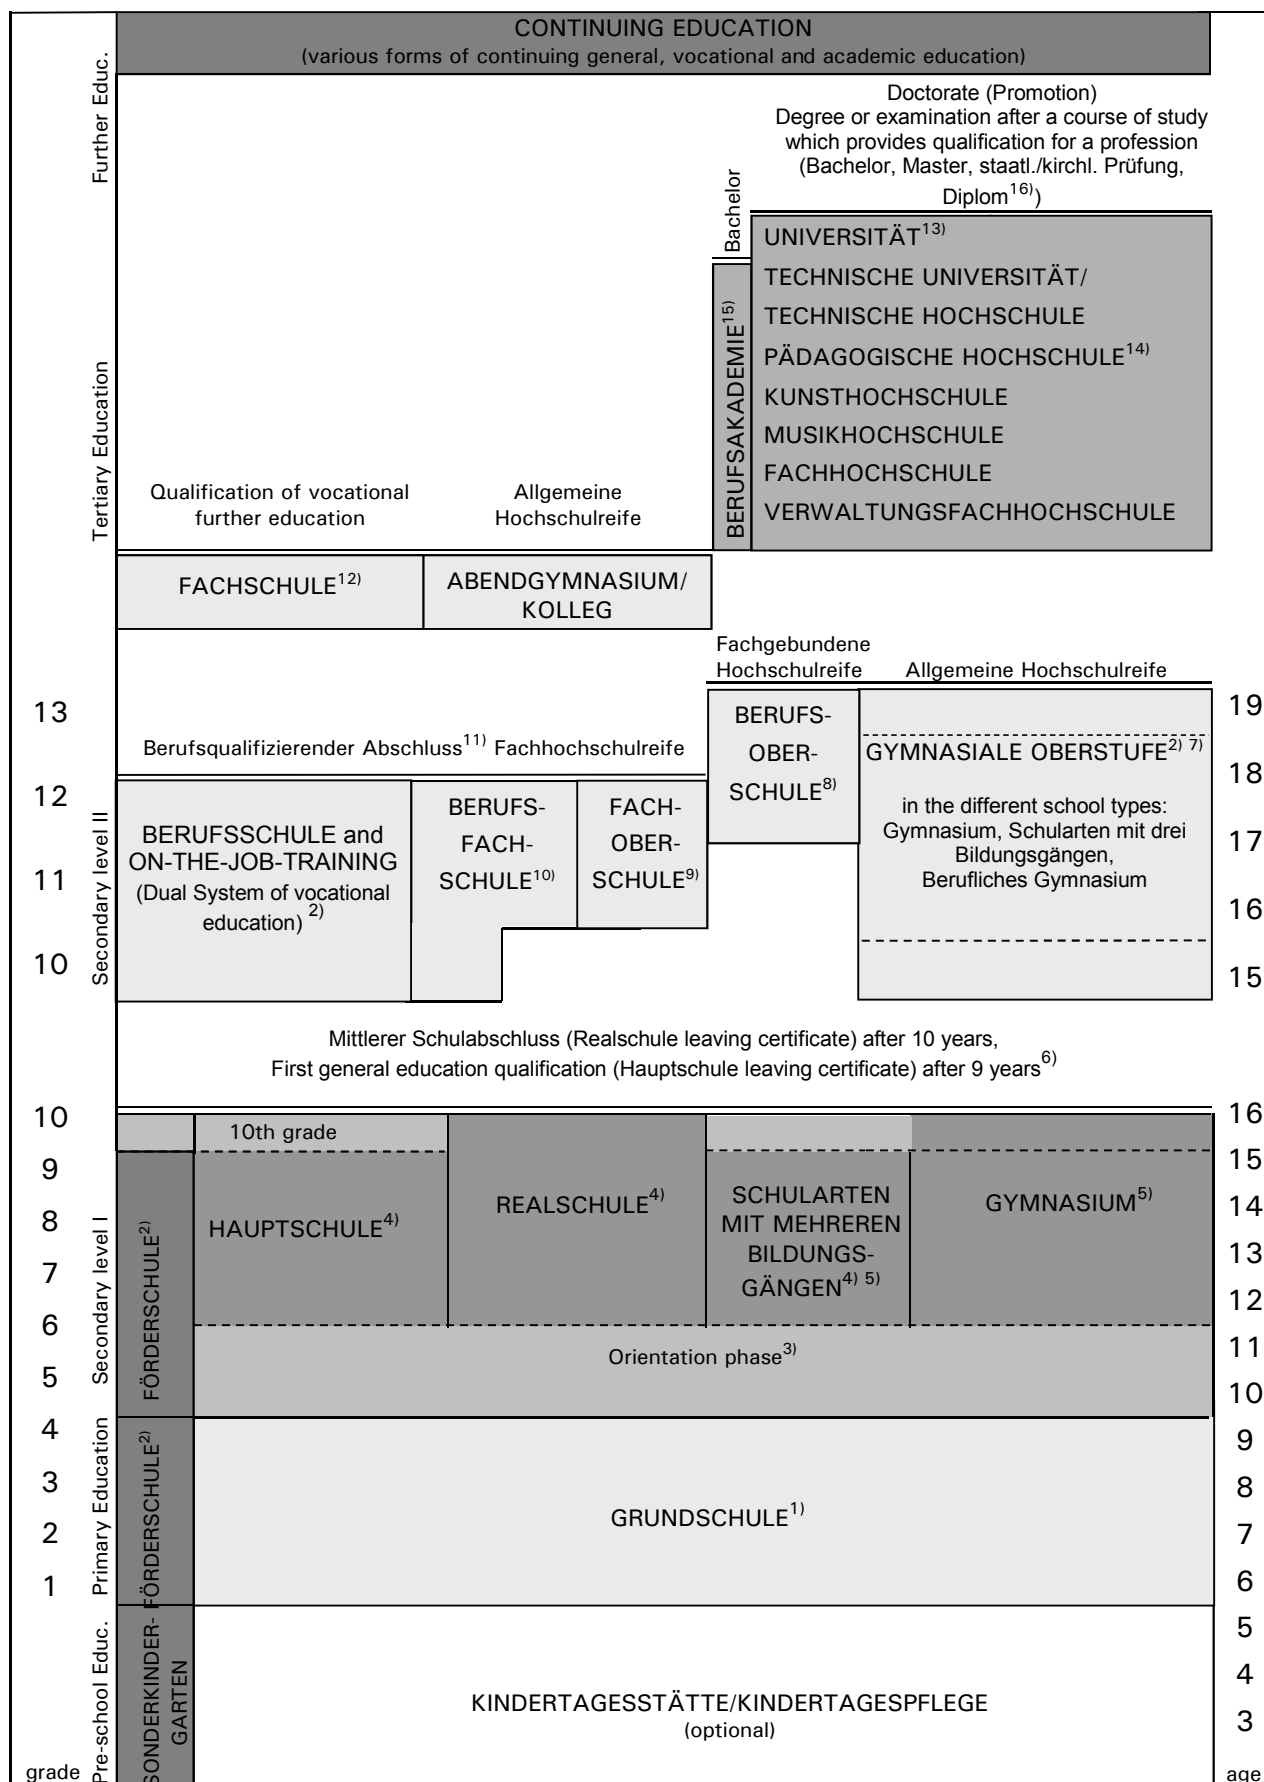 CONTINUING EDUCATION
(various forms of continuing general, vocational and academic education)
Further Educ.
Doctorate (Promotion)
Degree or examination after a course of study
which provides qualification for a profession
(Bachelor, Master, staatl./kirchl. Prüfung,
Diplom16))
Bachelor
Tertiary Education
BERUFSAKADEMIE15)
UNIVERSITÄT13)
TECHNISCHE UNIVERSITÄT/
TECHNISCHE HOCHSCHULE
PÄDAGOGISCHE HOCHSCHULE14)
KUNSTHOCHSCHULE
MUSIKHOCHSCHULE
FACHHOCHSCHULE
VERWALTUNGSFACHHOCHSCHULE
Qualification of vocational
further education
Allgemeine
Hochschulreife
FACHSCHULE12)
ABENDGYMNASIUM/
KOLLEG
Fachgebundene
Hochschulreife
Allgemeine Hochschulreife
13
12
11
10
Secondary level II
Berufsqualifizierender Abschluss11) Fachhochschulreife
BERUFSSCHULE and
ON-THE-JOB-TRAINING
(Dual System of vocational
education) 2)
BERUFS-
FACH-
SCHULE10)
FACH-
OBER-
SCHULE9)
BERUFS-
OBER-
SCHULE8)
GYMNASIALE OBERSTUFE2) 7)
in the different school types:
Gymnasium, Schularten mit drei
Bildungsgängen,
Berufliches Gymnasium
19
18
17
16
15
Mittlerer Schulabschluss (Realschule leaving certificate) after 10 years,
First general education qualification (Hauptschule leaving certificate) after 9 years6)
10
9
8
7
6
5
Secondary level I
FÖRDERSCHULE2)
10th grade
HAUPTSCHULE4)
REALSCHULE4)
SCHULARTEN
MIT MEHREREN
BILDUNGS-
GÄNGEN4) 5)
GYMNASIUM5)
Orientation phase3)
16
15
14
13
12
11
10
4
3
2
1
Primary Education
FÖRDERSCHULE2)
GRUNDSCHULE1)
9
8
7
6
Pre-school Educ.
SONDERKINDER-
GARTEN
KINDERTAGESSTÄTTE/KINDERTAGESPFLEGE
(optional)
5
4
3
grade
age